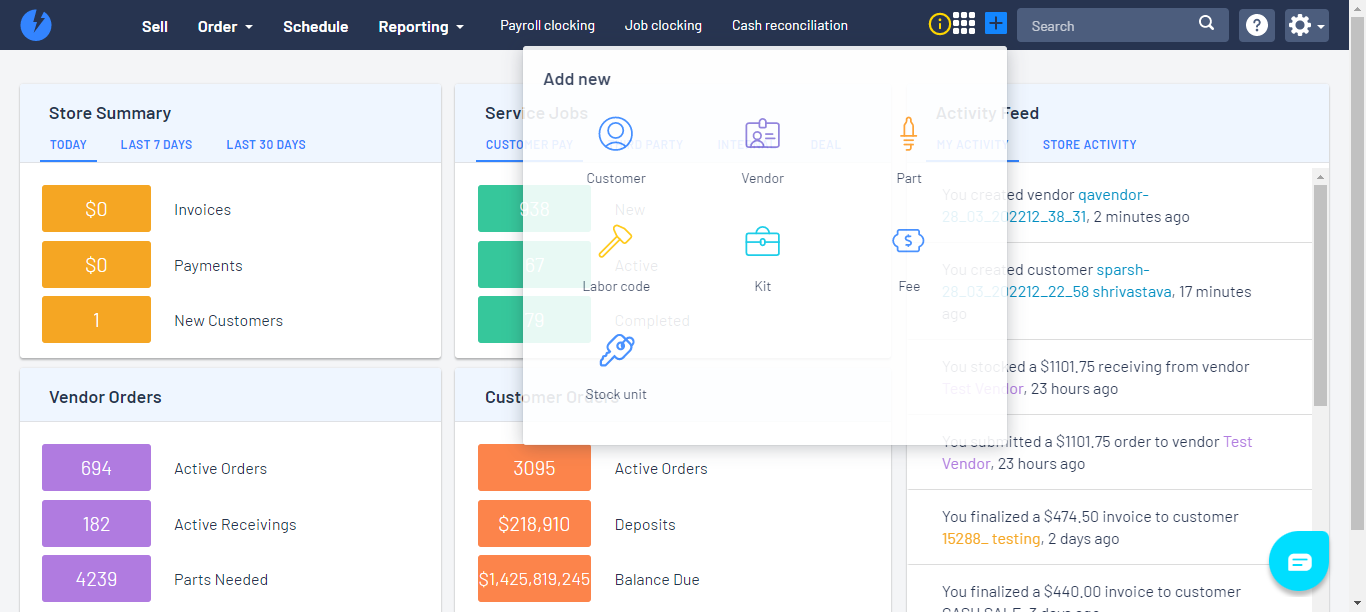 Sell
Order
Schedule
Reporting
Payroll clocking
Job clocking
Cash reconciliation
Search
Add new
Customer
Vendor
Part
Labor code
Kit
Fee
Stock unit
Store Summary
TODAY
LAST 7 DAYS
LAST 30 DAYS
$0
Invoices
$0
Payments
1
New Customers
Service Jobs
CUSTOMER PAY
PARTY
DEAL
938
New
67
Active
79
Completed
Activity Feed
MY ACTIVITY
STORE ACTIVITY
You created vendor qavendor-
28_03_202212_38_31, 2 minutes ago
You created customer sparsh-
28_03_202212_22_58 shrivastava, 17 minutes
ago
You stocked a $1101.75 receiving from vendor
Test Vendor, 23 hours ago
You submitted a $1101.75 order to vendor Test
Vendor, 23 hours ago
You finalized a $474.50 invoice to customer
15288_ testing, 2 days ago
You finalized a $440.00 invoice to customer
CASH SALE, 3 days ago
Vendor Orders
694
Active Orders
182
Active Receivings
4239
Parts Needed
Customer Orders
3095
Active Orders
$218,910
Deposits
$1,425,819,245
Balance Due